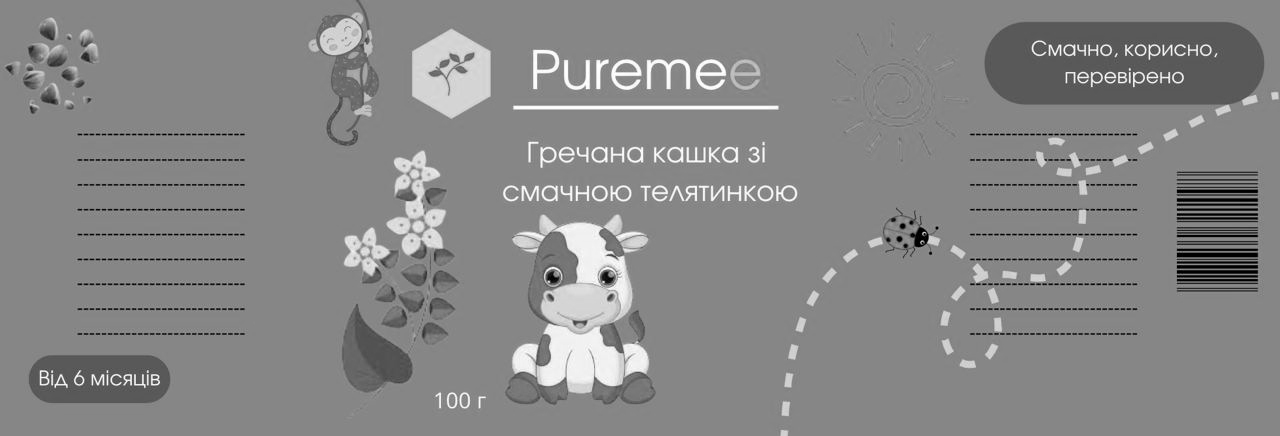 Puremee
Смачно, корисно,
перевірено
Гречана кашка зі
смачною телятинкою
Від 6 місяців
100 г